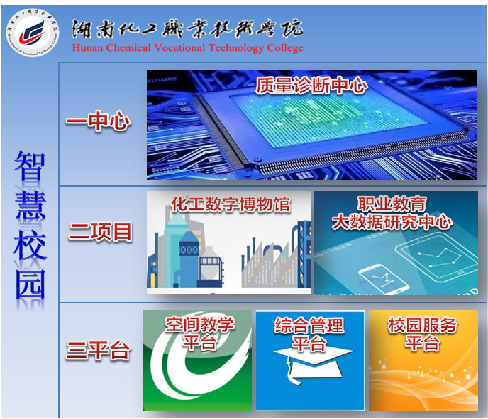 湖南化工職業技術学院
Hunan Chemical Vocational Technology College
智慧校园
一中心
质量诊断中心
二项目
化工数字博物馆
职业教育
大数据研究中心
三平台
空间教学
平台
综合管理
平台
校园服务
平台